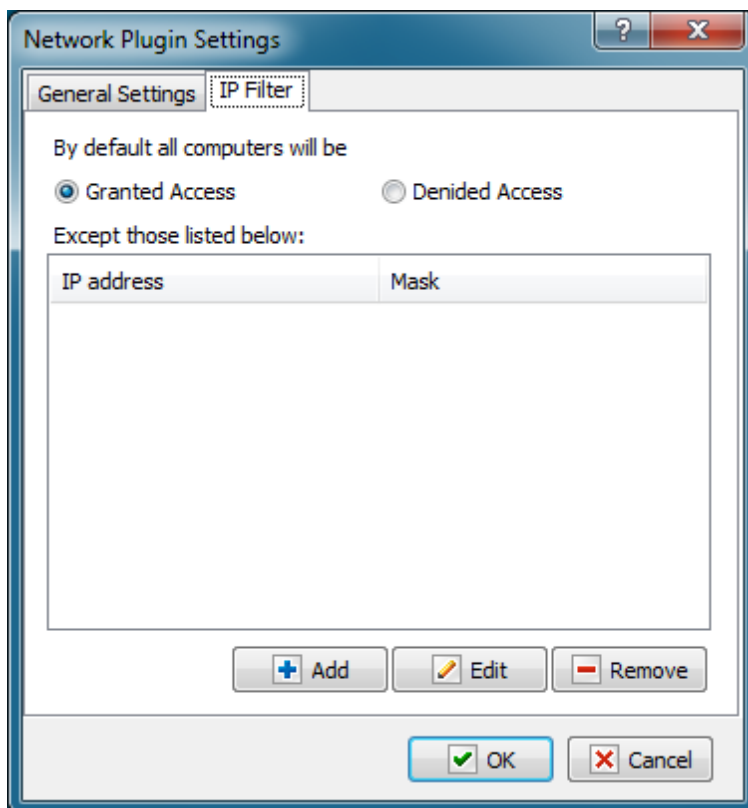 Network Plugin Settings
?
General Settings IP Filter
By default all computers will be
Granted Access Denided Access
Except those listed below:
IP address Mask
Add Edit Remove
OK Cancel